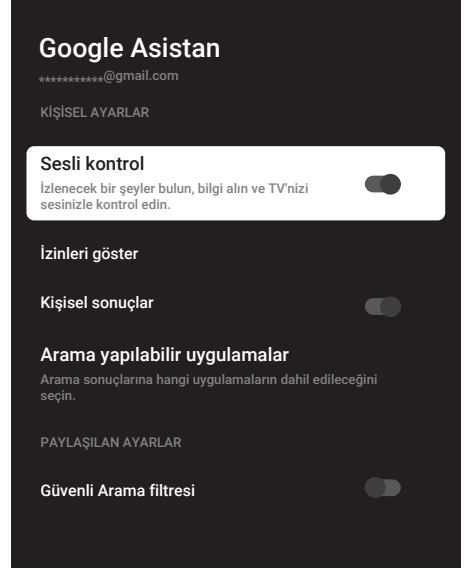 Google Asistan
***********@gmail.com
KİŞİSEL AYARLAR
Sesli kontrol
İzlenecek bir şeyler bulun, bilgi alın ve TV'nizi
sesinizle kontrol edin.
İzinleri göster
Kişisel sonuçlar
Arama yapılabilir uygulamalar
Arama sonuçlarına hangi uygulamaların dahil edileceğini
seçin.
PAYLAŞILAN AYARLAR
Güvenli Arama filtresi